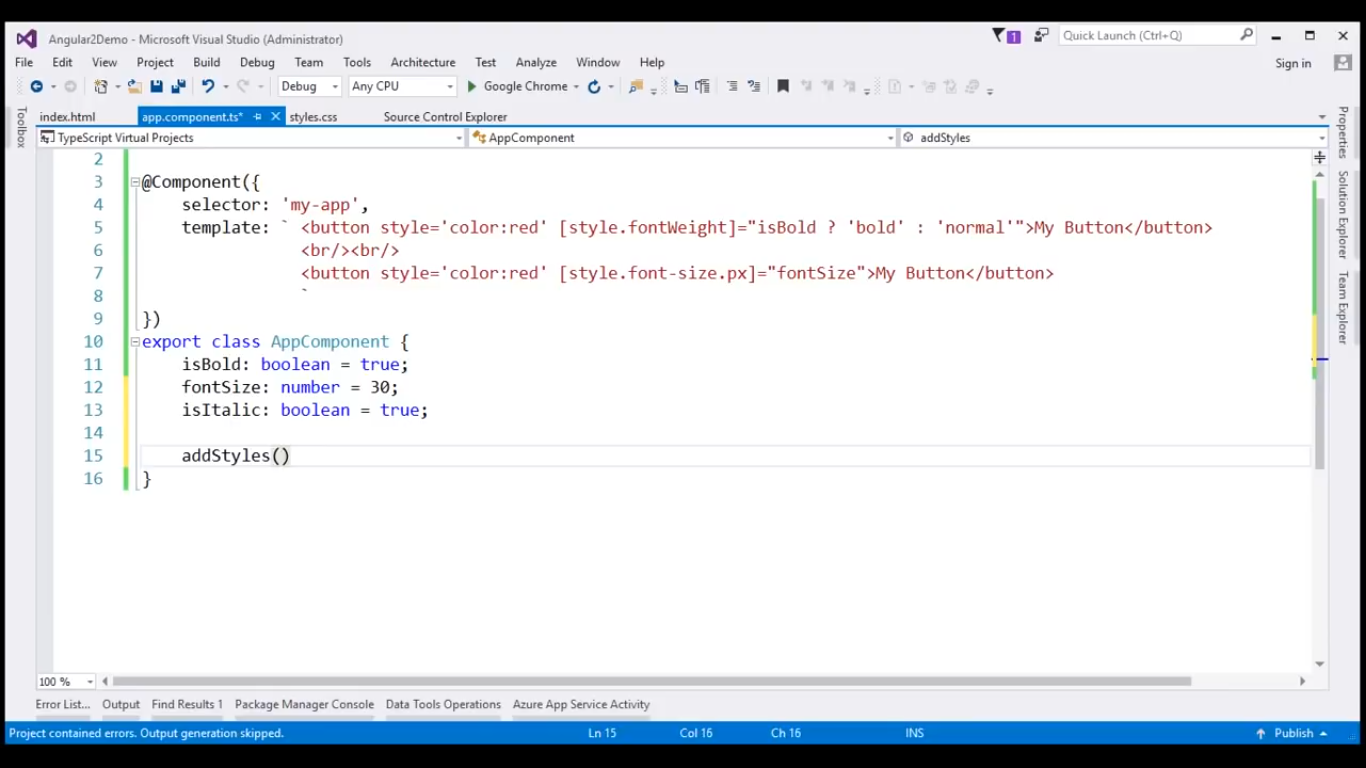 Angular2Demo - Microsoft Visual Studio (Administrator)
1
Quick Launch (Ctrl+Q)
File Edit View Project Build Debug Team Tools Architecture Test Analyze Window Help
Sign in
Debug Any CPU Google Chrome
Toolbox
index.html app.component.ts* styles.css Source Control Explorer
TypeScript Virtual Projects AppComponent addStyles
Properties
Solution Explorer
Team Explorer
2
3 @Component({
4 selector: 'my-app',
5 template: ` <button style='color:red' [style.fontWeight]="isBold ? 'bold' : 'normal'">My Button</button>
6 <br/><br/>
7 <button style='color:red' [style.font-size.px]="fontSize">My Button</button>
8 `
9 })
10 export class AppComponent {
11 isBold: boolean = true;
12 fontSize: number = 30;
13 isItalic: boolean = true;
14
15 addStyles()
16 }
100 %
Error List... Output Find Results 1 Package Manager Console Data Tools Operations Azure App Service Activity
Project contained errors. Output generation skipped. Ln 15 Col 16 Ch 16 INS Publish